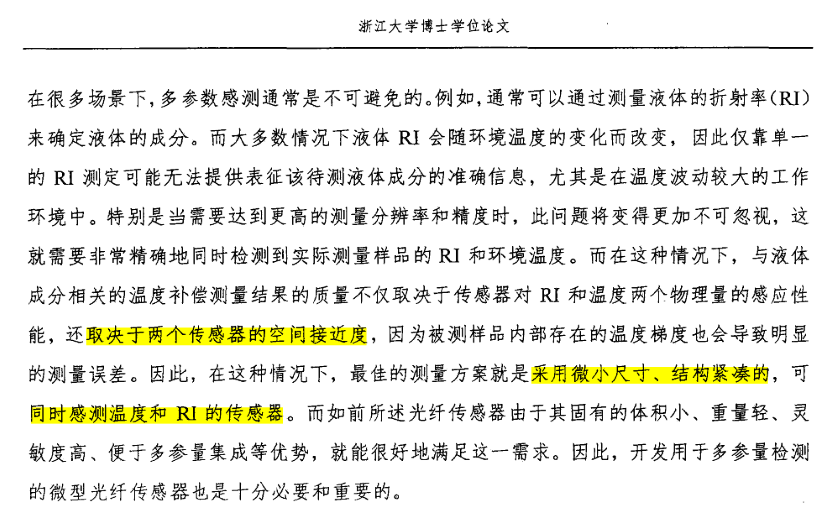 浙江大学博士学位论文
在很多场景下,多参数感测通常是不可避免的。例如,通常可以通过测量液体的折射率(RI)
来确定液体的成分。而大多数情况下液体 RI 会随环境温度的变化而改变，因此仅靠单一
的 RI 测定可能无法提供表征该待测液体成分的准确信息，尤其是在温度波动较大的工作
环境中。特别是当需要达到更高的测量分辨率和精度时，此问题将变得更加不可忽视，这
就需要非常精确地同时检测到实际测量样品的 RI 和环境温度。而在这种情况下，与液体
成分相关的温度补偿测量结果的质量不仅取决于传感器对 RI 和温度两个物理量的感应性
能，还取决于两个传感器的空间接近度，因为被测样品内部存在的温度梯度也会导致明显
的测量误差。因此，在这种情况下，最佳的测量方案就是采用微小尺寸、结构紧凑的，可
同时感测温度和 RI 的传感器。而如前所述光纤传感器由于其固有的体积小、重量轻、灵
敏度高、便于多参量集成等优势，就能很好地满足这一需求。因此，开发用于多参量检测
的微型光纤传感器也是十分必要和重要的。